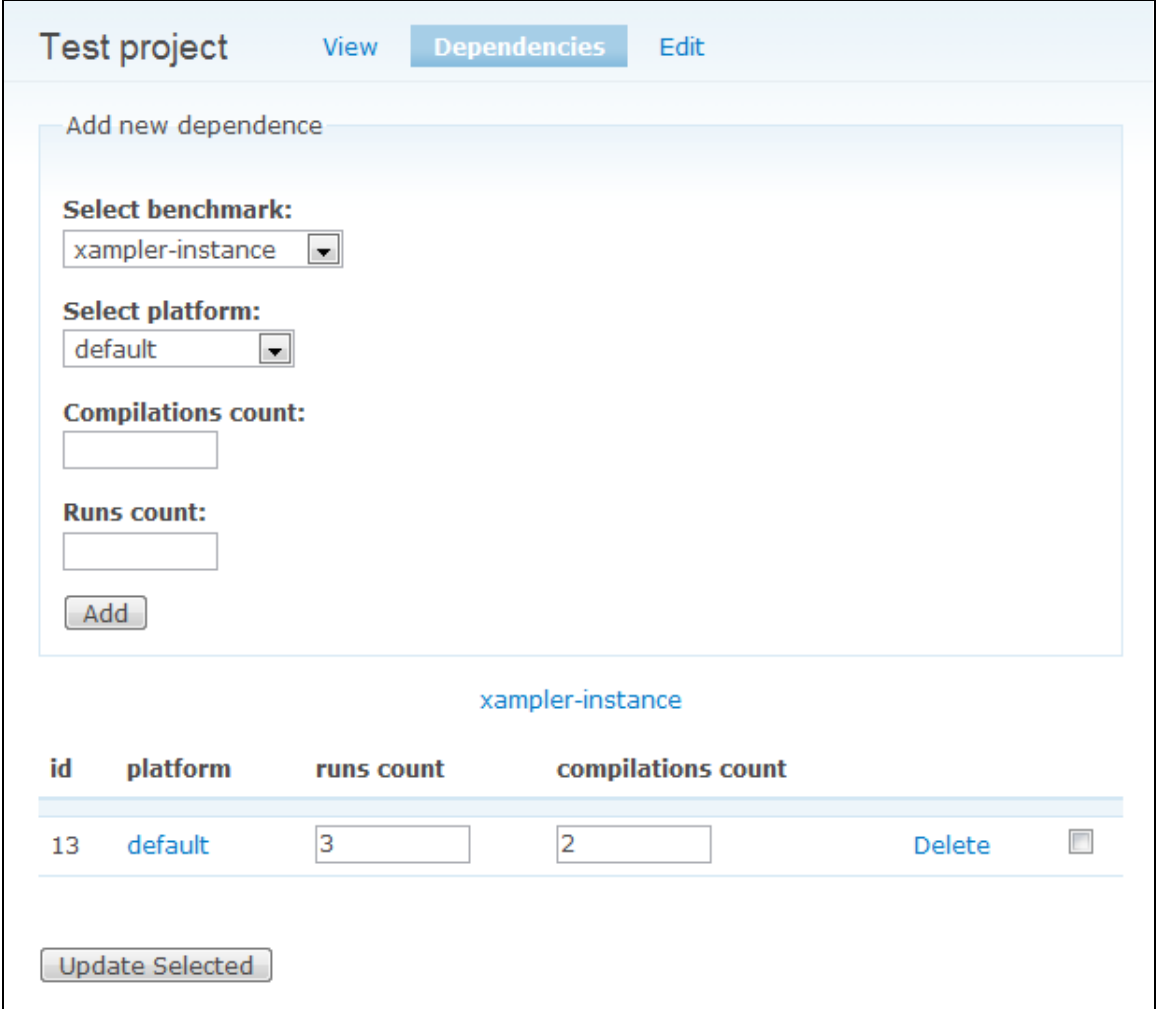 Test project View Dependencies Edit
Add new dependence
Select benchmark:
xampler-instance
Select platform:
default
Compilations count:
Runs count:
Add
xampler-instance
id platform runs count compilations count
13 default 3 2 Delete
Update Selected